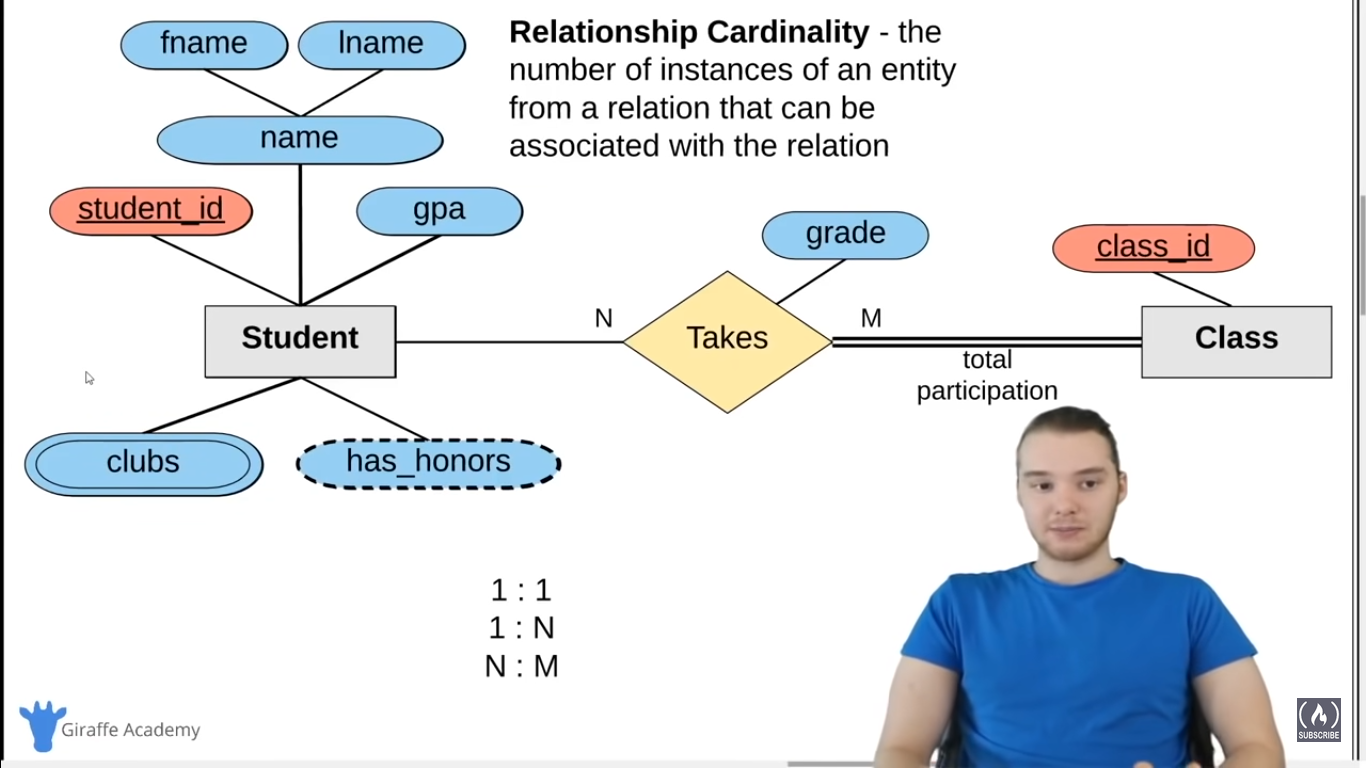 fname
lname
Relationship Cardinality - the
number of instances of an entity
from a relation that can be
associated with the relation
name
student_id
gpa
grade
class_id
Student
N
Takes
M
total
participation
Class
clubs
has_honors
1 : 1
1 : N
N : M
Giraffe Academy
SUBSCRIBE